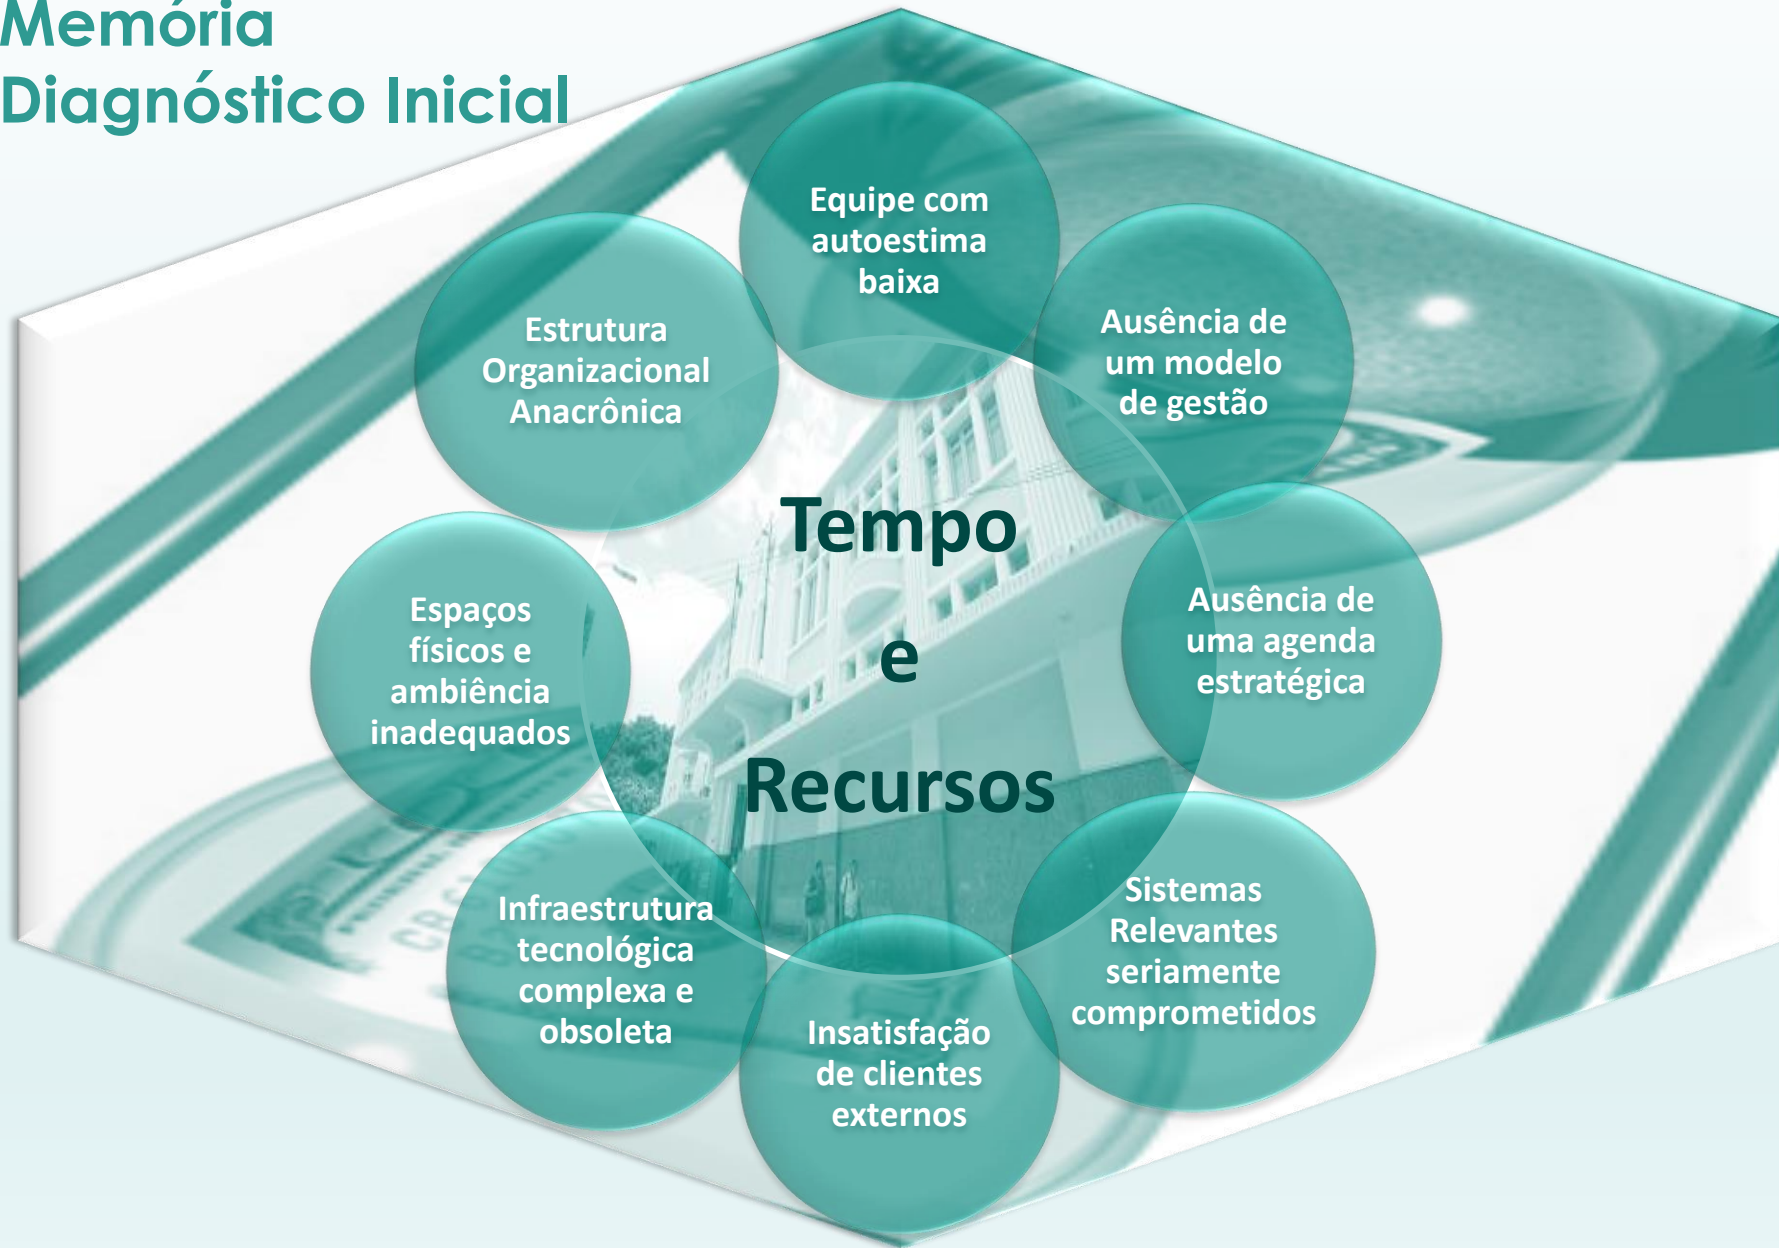 Memória
Diagnóstico Inicial
Equipe com
autoestima
baixa
Ausência de
um modelo
de gestão
Ausência de
uma agenda
estratégica
Sistemas
Relevantes
seriamente
comprometidos
Insatisfação
de clientes
externos
Infraestrutura
tecnológica
complexa e
obsoleta
Espaços
físicos e
ambiência
inadequados
Estrutura
Organizacional
Anacrônica
Tempo
e
Recursos